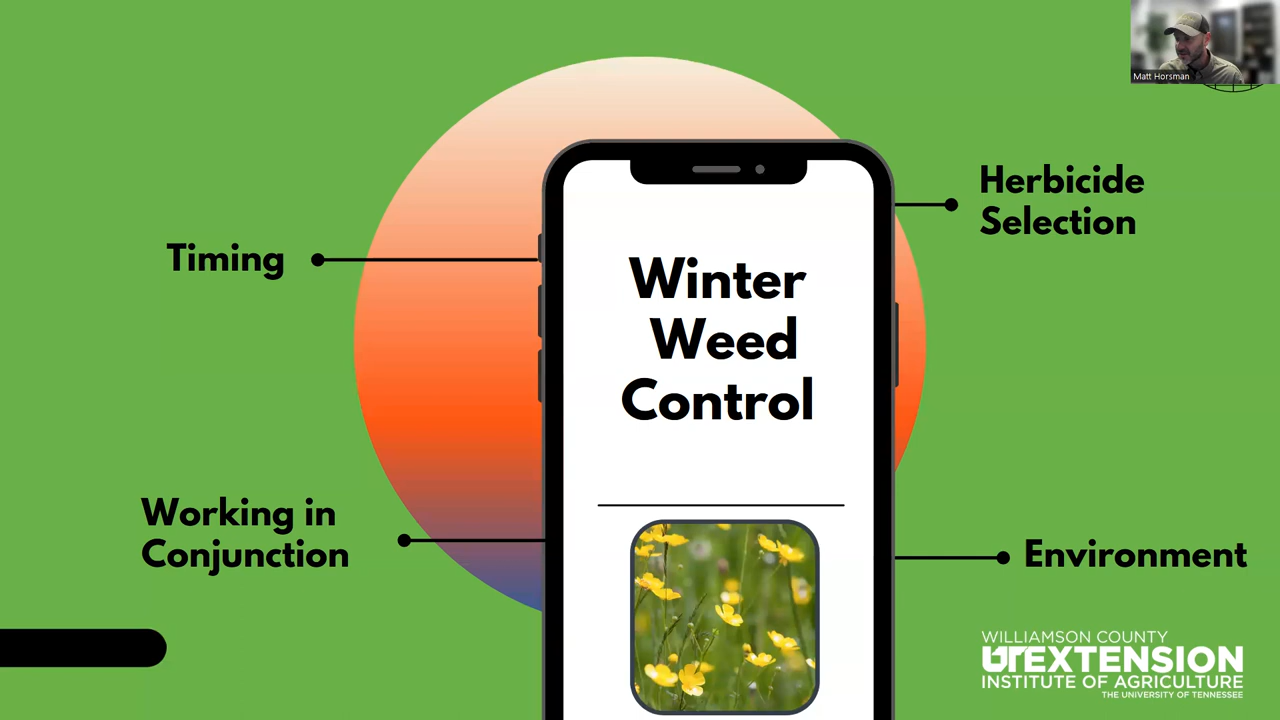 Matt Horsman
Herbicide
Selection
Timing
Winter
Weed
Control
Working in
Conjunction
Environment
WILLIAMSON COUNTY
UTEXTENSION
INSTITUTE OF AGRICULTURE
THE UNIVERSITY OF TENNESSEE